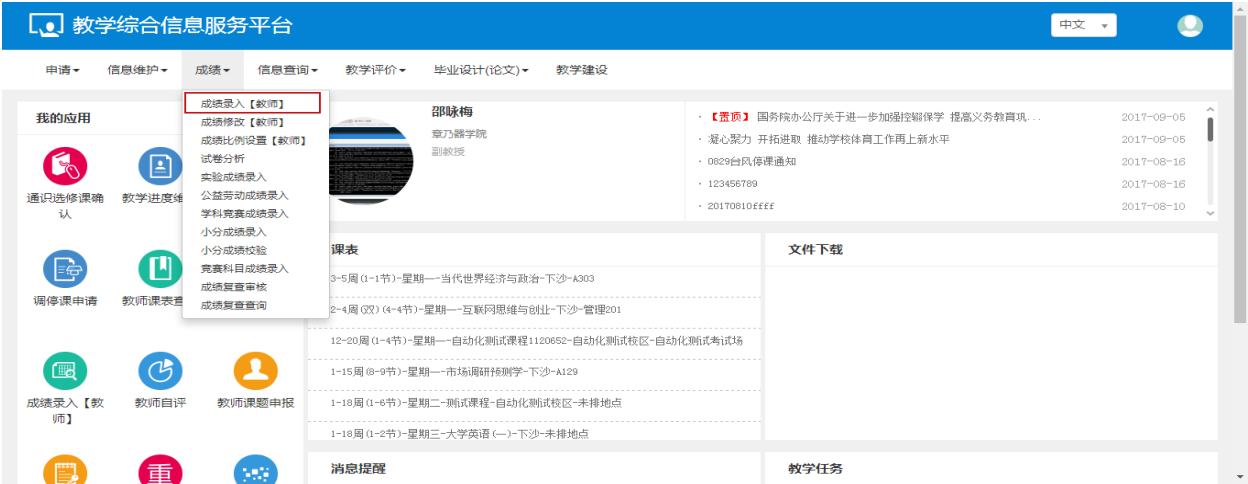 教学综合信息服务平台
中文
申请 信息维护 成绩 信息查询 教学评价 毕业设计(论文) 教学建设
我的应用
通识选修课确
认
教学进度维
调停课申请
教师课表查
成绩录入【教
师】
教师自评
教师课题申报
重
成绩录入【教师】
成绩修改【教师】
成绩比例设置【教师】
试卷分析
实验成绩录入
公益劳动成绩录入
学科竞赛成绩录入
小分成绩录入
小分成绩校验
竞赛科目成绩录入
成绩复查审核
成绩复查查询
邵咏梅
章乃器学院
副教授
· 【置顶】 国务院办公厅关于进一步加强控辍保学 提高义务教育巩... 2017-09-05
· 凝心聚力 开拓进取 推动学校体育工作再上新水平 2017-09-05
· 0829台风停课通知 2017-08-16
· 123456789 2017-08-16
· 20170810ffff 2017-08-10
课表
3-5周(1-1节)-星期一-当代世界经济与政治-下沙-A303
2-4周(双)(4-4节)-星期一-互联网思维与创业-下沙-管理201
12-20周(1-4节)-星期一-自动化测试课程1120652-自动化测试校区-自动化测试考试场
1-15周(8-9节)-星期一-市场调研预测学-下沙-A129
1-18周(1-6节)-星期二-测试课程-自动化测试校区-未排地点
1-18周(1-2节)-星期三-大学英语(一)-下沙-未排地点
文件下载
消息提醒
教学任务